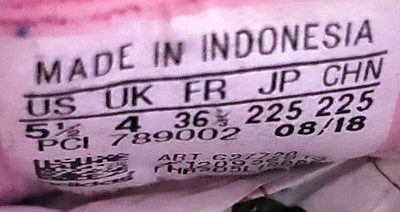 MADE IN INDONESIA
US UK FR JP CHN
5½ 4 36⅔ 225 225
PCI 789002 08/18
ART